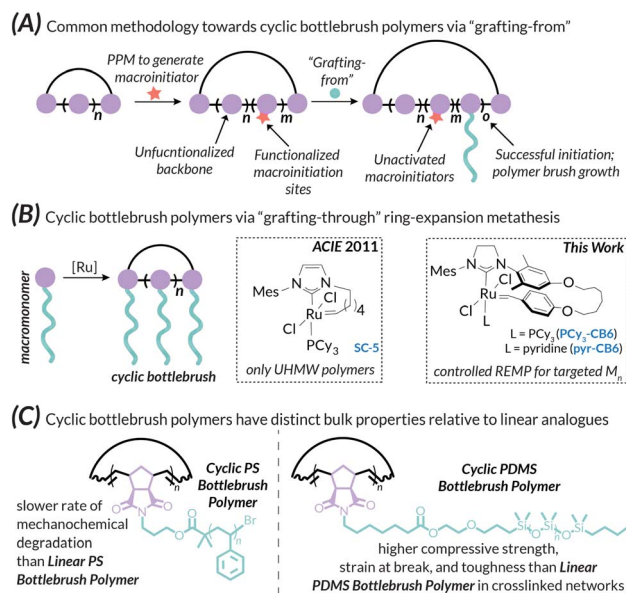 (A) Common methodology towards cyclic bottlebrush polymers via "grafting-from"
PPM to generate
macroinitiator
n
Unfucntionalized
backbone
n
m
Functionalized
macroinitiation
sites
"Grafting-
from"
n
m
o
Unactivated
macroinitiators
Successful initiation;
polymer brush growth
(B) Cyclic bottlebrush polymers via "grafting-through" ring-expansion metathesis
macromonomer
[Ru]
n
cyclic bottlebrush
ACIE 2011
N
N
Mes
Cl
Ru
4
Cl
PCy3
SC-5
only UHMW polymers
This Work
N
N
Mes
Cl
O
Ru
Cl
O
L
L = PCy3 (PCy3-CB6)
L = pyridine (pyr-CB6)
controlled REMP for targeted Mn
(C) Cyclic bottlebrush polymers have distinct bulk properties relative to linear analogues
n
Cyclic PS
Bottlebrush
Polymer
O
N
O
O
O
Br
n
slower rate of
mechanochemical
degradation
than Linear PS
Bottlebrush Polymer
n
Cyclic PDMS
Bottlebrush Polymer
O
N
O
O
O
O
Si
O
Si
O
Si
n
higher compressive strength,
strain at break, and toughness than Linear
PDMS Bottlebrush Polymer in crosslinked networks